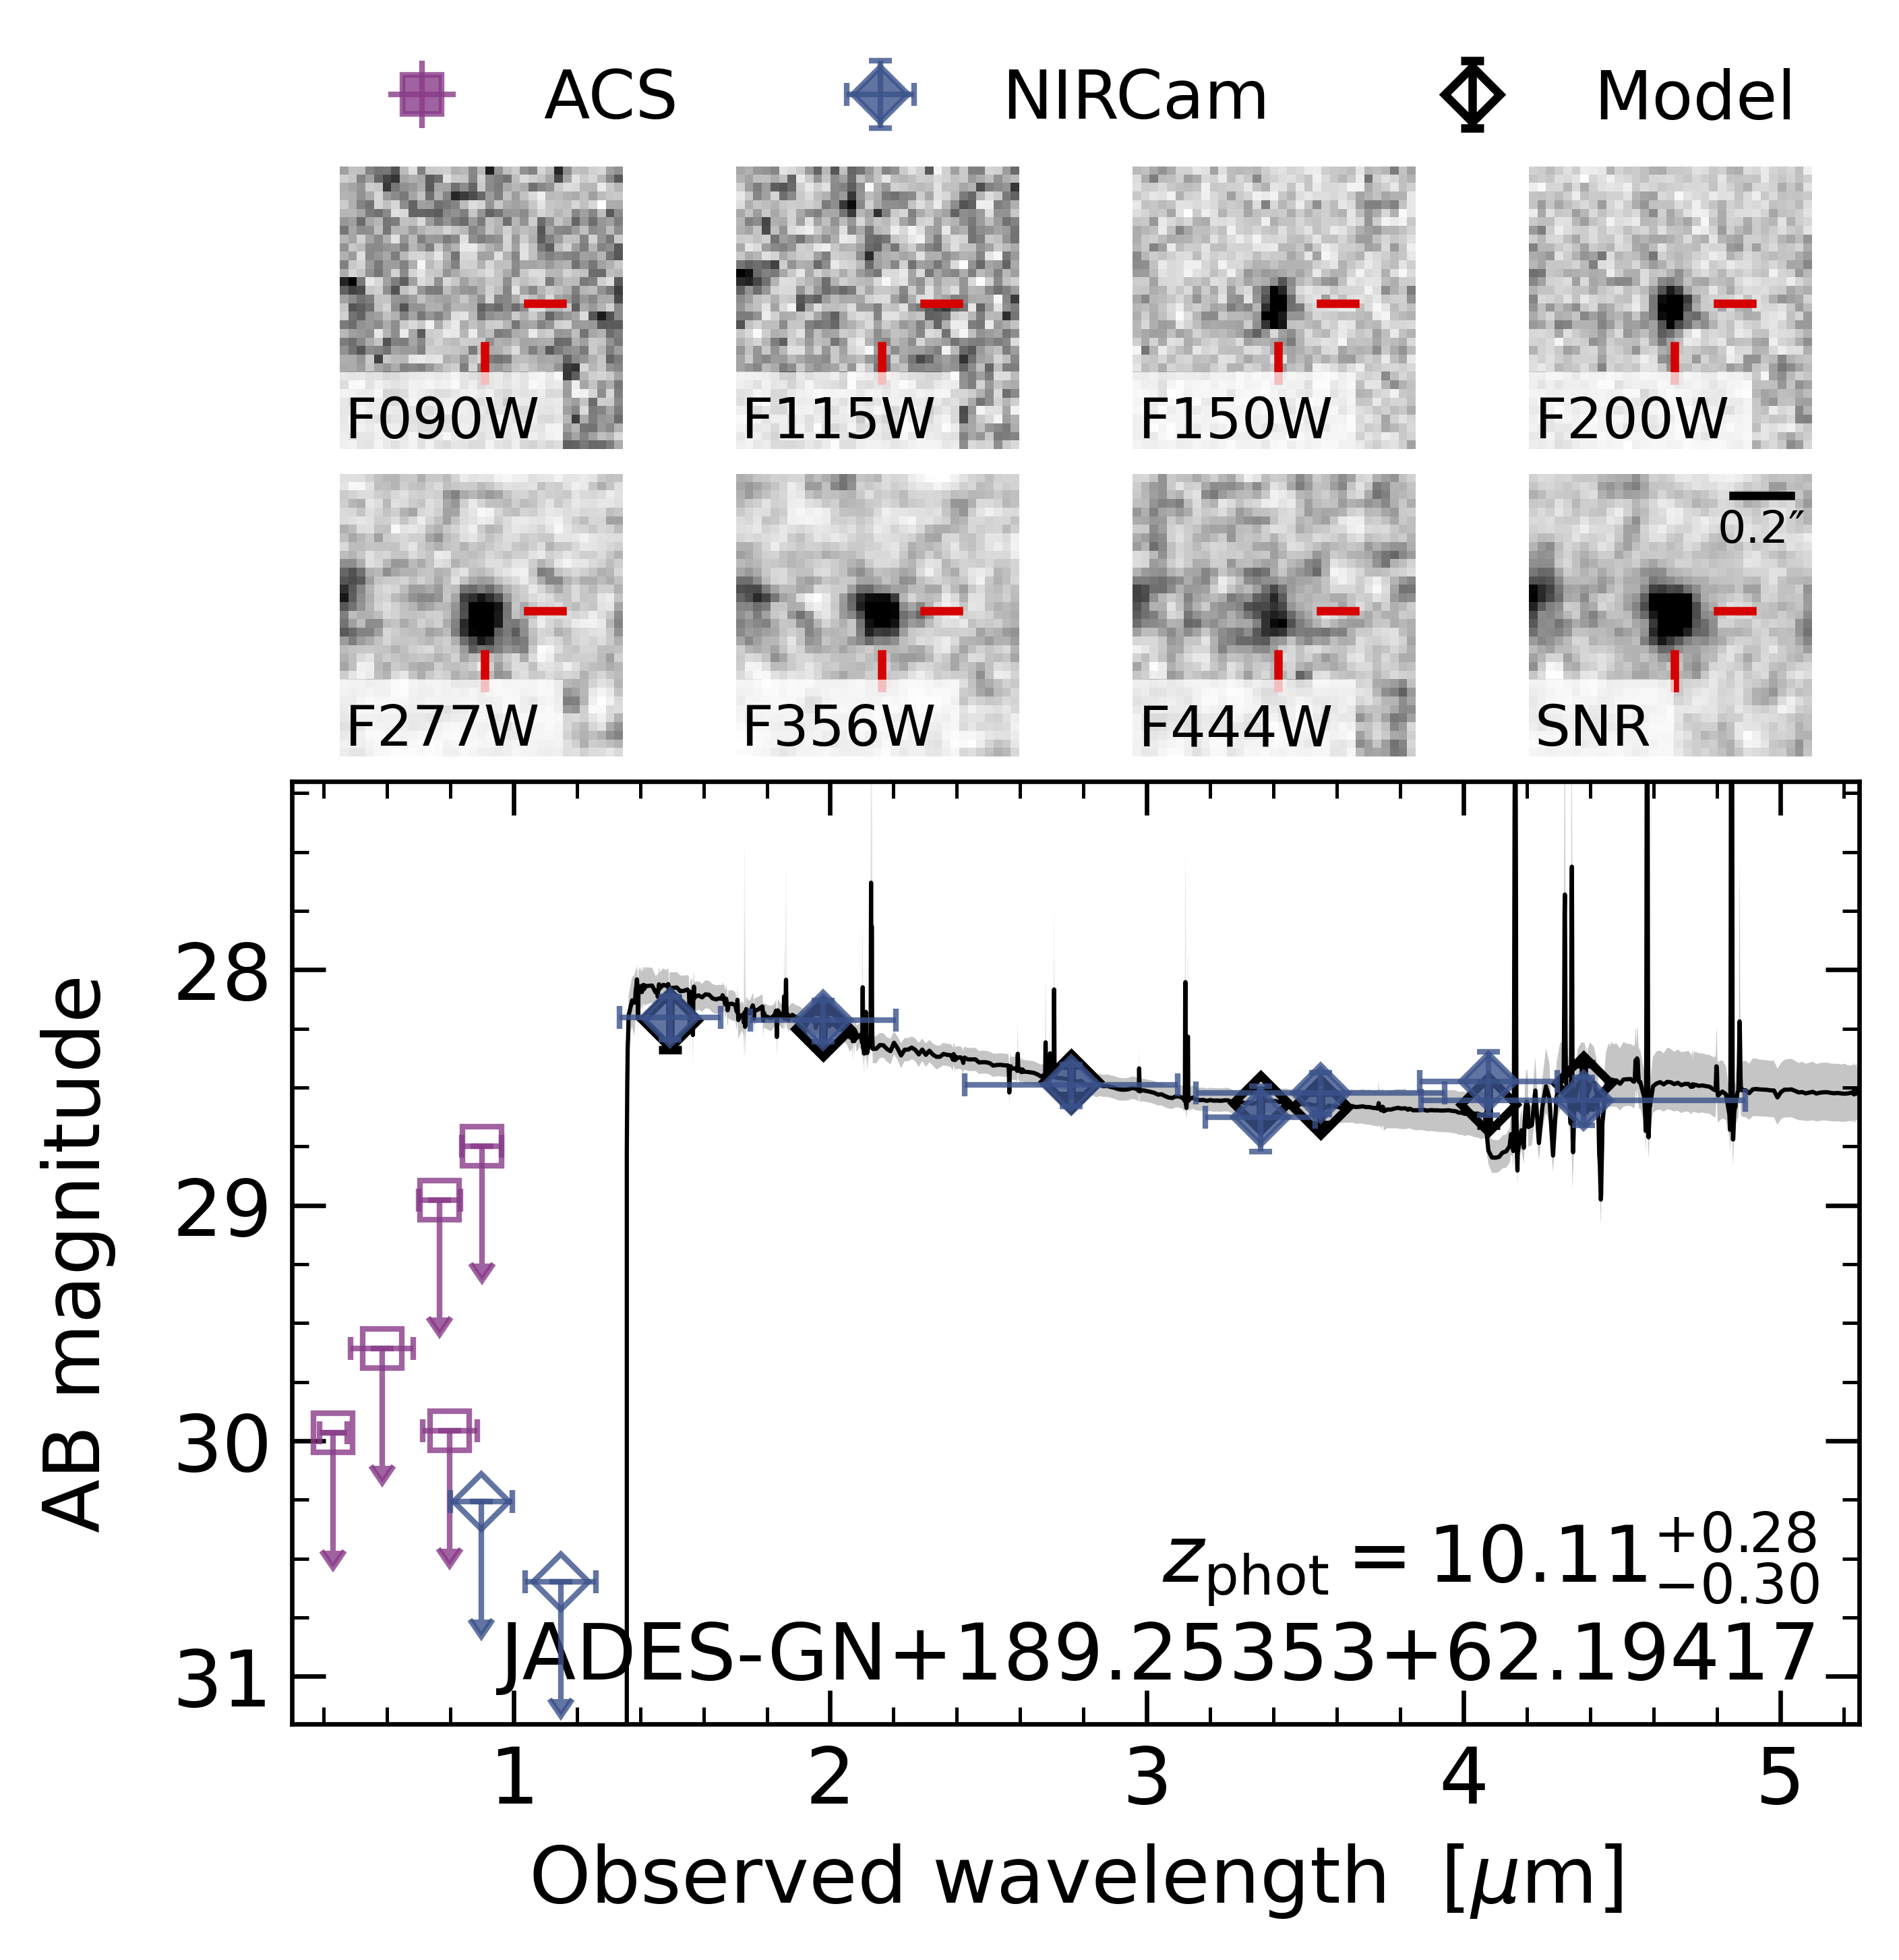 ACS NIRCam Model
F090W F115W F150W F200W
0.2″
F277W F356W F444W SNR
28
29
30
31
AB magnitude
z_phot = 10.11 +0.28 −0.30
JADES-GN+189.25353+62.19417
1 2 3 4 5
Observed wavelength [μm]